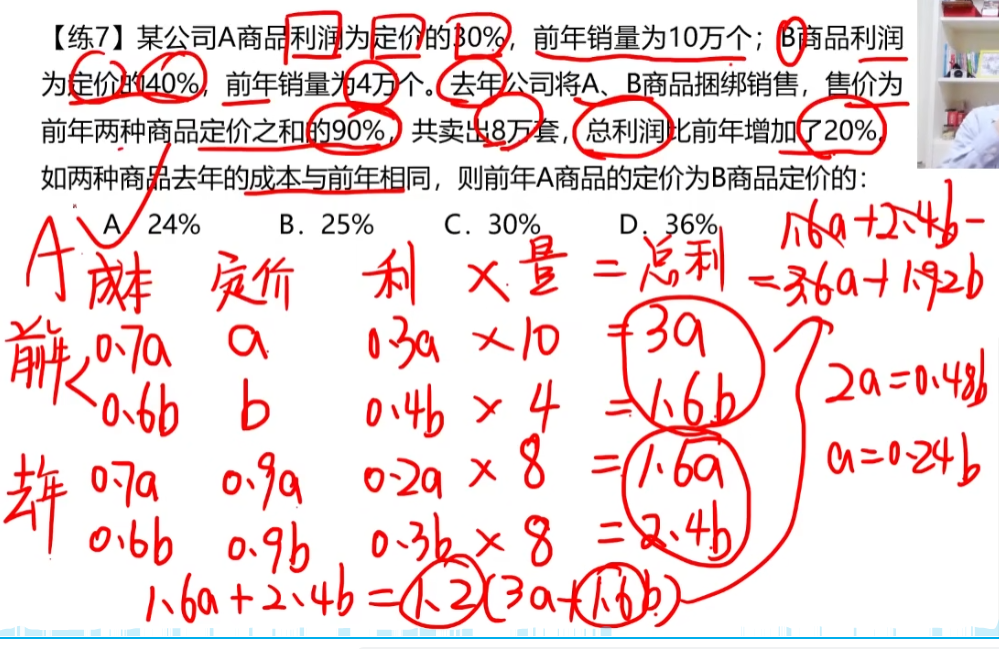 【练7】某公司A商品利润为定价的30%，前年销量为10万个；B商品利润
为定价的40%，前年销量为4万个。去年公司将A、B商品捆绑销售，售价为
前年两种商品定价之和的90%，共卖出8万套，总利润比前年增加了20%。
如两种商品去年的成本与前年相同，则前年A商品的定价为B商品定价的：
A. 24% B. 25% C. 30% D. 36%
A
成本 定价 利 × 量 = 总利
前年 0.7a a 0.3a × 10 = 3a
0.6b b 0.4b × 4 = 1.6b
去年 0.7a 0.9a 0.2a × 8 = 1.6a
0.6b 0.9b 0.3b × 8 = 2.4b
1.6a + 2.4b = 1.2(3a+1.6b)
1.6a+2.4b
=3.6a+1.92b
2a=0.48b
a=0.24b